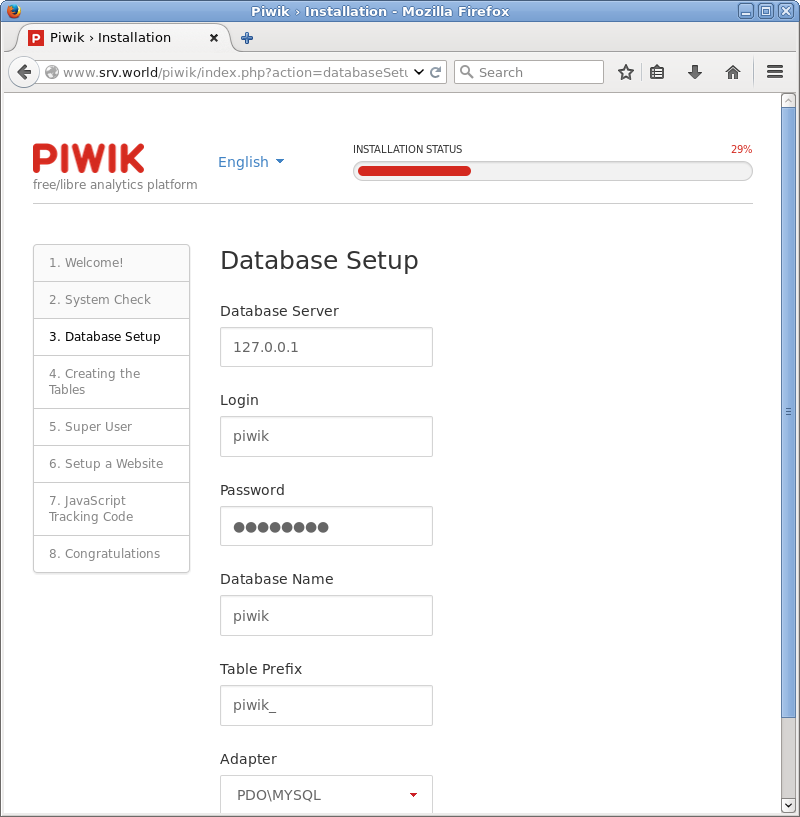 Piwik › Installation - Mozilla Firefox
Piwik › Installation
www.srv.world/piwik/index.php?action=databaseSetu
Search
PIWIK
free/libre analytics platform
English
INSTALLATION STATUS
29%
1. Welcome!
2. System Check
3. Database Setup
4. Creating the
Tables
5. Super User
6. Setup a Website
7. JavaScript
Tracking Code
8. Congratulations
Database Setup
Database Server
127.0.0.1
Login
piwik
Password
●●●●●●●●
Database Name
piwik
Table Prefix
piwik_
Adapter
PDO\MYSQL